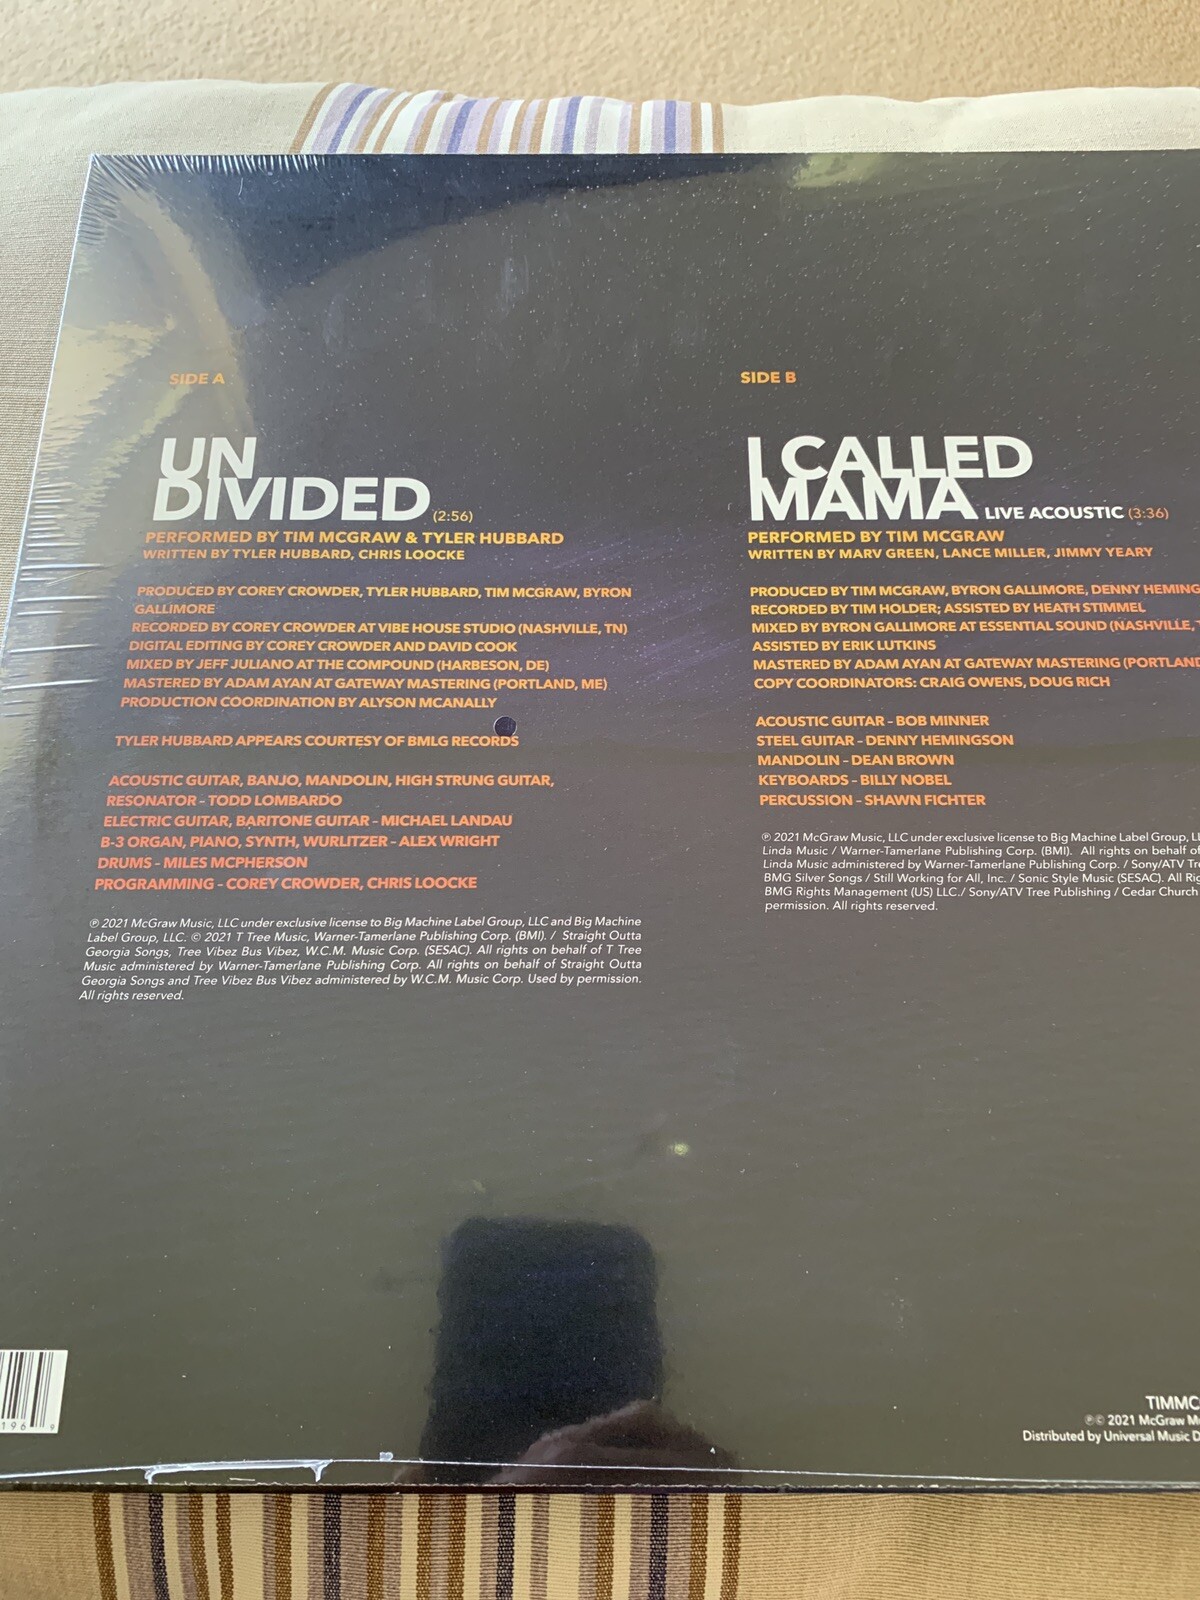 SIDE A
UN
DIVIDED (2:56)
PERFORMED BY TIM MCGRAW & TYLER HUBBARD
WRITTEN BY TYLER HUBBARD, CHRIS LOOCKE
PRODUCED BY COREY CROWDER, TYLER HUBBARD, TIM MCGRAW, BYRON
GALLIMORE
RECORDED BY COREY CROWDER AT VIBE HOUSE STUDIO (NASHVILLE, TN)
DIGITAL EDITING BY COREY CROWDER AND DAVID COOK
MIXED BY JEFF JULIANO AT THE COMPOUND (HARBESON, DE)
MASTERED BY ADAM AYAN AT GATEWAY MASTERING (PORTLAND, ME)
PRODUCTION COORDINATION BY ALYSON MCANALLY
TYLER HUBBARD APPEARS COURTESY OF BMLG RECORDS
ACOUSTIC GUITAR, BANJO, MANDOLIN, HIGH STRUNG GUITAR,
RESONATOR – TODD LOMBARDO
ELECTRIC GUITAR, BARITONE GUITAR – MICHAEL LANDAU
B-3 ORGAN, PIANO, SYNTH, WURLITZER – ALEX WRIGHT
DRUMS – MILES MCPHERSON
PROGRAMMING – COREY CROWDER, CHRIS LOOCKE
℗ 2021 McGraw Music, LLC under exclusive license to Big Machine Label Group, LLC and Big Machine
Label Group, LLC. © 2021 T Tree Music, Warner-Tamerlane Publishing Corp. (BMI). / Straight Outta
Georgia Songs, Tree Vibez Bus Vibez, W.C.M. Music Corp. (SESAC). All rights on behalf of T Tree
Music administered by Warner-Tamerlane Publishing Corp. All rights on behalf of Straight Outta
Georgia Songs and Tree Vibez Bus Vibez administered by W.C.M. Music Corp. Used by permission.
All rights reserved.
SIDE B
I CALLED
MAMA LIVE ACOUSTIC (3:36)
PERFORMED BY TIM MCGRAW
WRITTEN BY MARV GREEN, LANCE MILLER, JIMMY YEARY
PRODUCED BY TIM MCGRAW, BYRON GALLIMORE, DENNY HEMING
RECORDED BY TIM HOLDER; ASSISTED BY HEATH STIMMEL
MIXED BY BYRON GALLIMORE AT ESSENTIAL SOUND (NASHVILLE,
ASSISTED BY ERIK LUTKINS
MASTERED BY ADAM AYAN AT GATEWAY MASTERING (PORTLAND
COPY COORDINATORS: CRAIG OWENS, DOUG RICH
ACOUSTIC GUITAR – BOB MINNER
STEEL GUITAR – DENNY HEMINGSON
MANDOLIN – DEAN BROWN
KEYBOARDS – BILLY NOBEL
PERCUSSION – SHAWN FICHTER
℗ 2021 McGraw Music, LLC under exclusive license to Big Machine Label Group,
Linda Music / Warner-Tamerlane Publishing Corp. (BMI). All rights on behalf of
Linda Music administered by Warner-Tamerlane Publishing Corp. / Sony/ATV
BMG Silver Songs / Still Working for All, Inc. / Sonic Style Music (SESAC). All
BMG Rights Management (US) LLC./ Sony/ATV Tree Publishing / Cedar Church
permission. All rights reserved.
196 9
TIMMC
℗© 2021 McGraw
Distributed by Universal Music